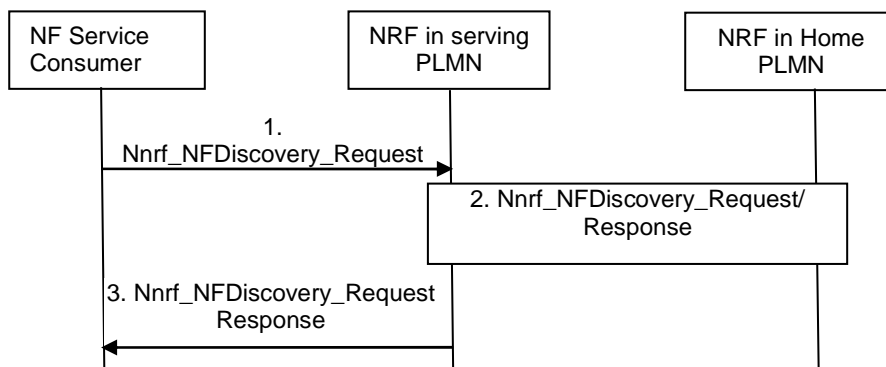 NF Service
Consumer
NRF in serving
PLMN
NRF in Home
PLMN
1.
Nnrf_NFDiscovery_Request
2. Nnrf_NFDiscovery_Request/
Response
3. Nnrf_NFDiscovery_Request
Response